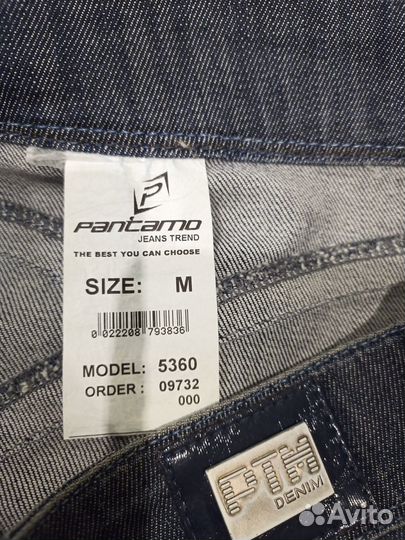 P
Pantamo
JEANS TREND
THE BEST YOU CAN CHOOSE
SIZE: M
0 022208 793836
MODEL: 5360
ORDER : 09732
000
PTM
DENIM
Avito